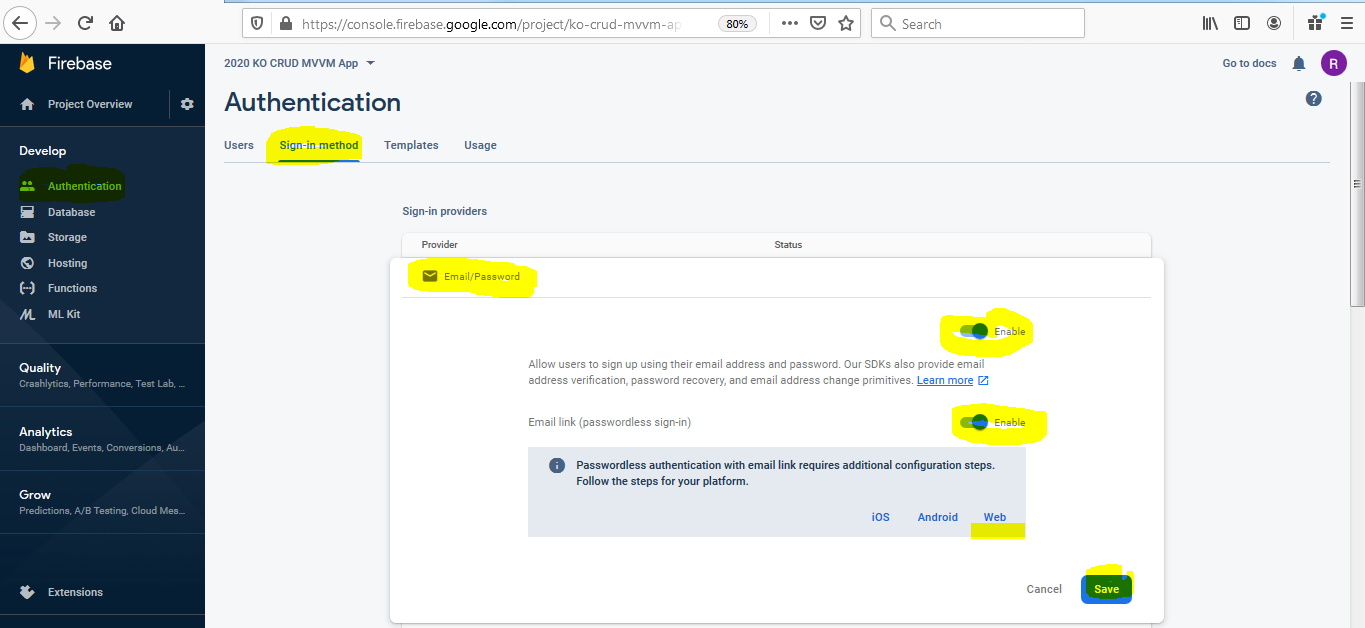 https://console.firebase.google.com/project/ko-crud-mvvm-ap
80%
Search
Firebase
Project Overview
Develop
Authentication
Database
Storage
Hosting
Functions
ML Kit
Quality
Crashlytics, Performance, Test Lab, ...
Analytics
Dashboard, Events, Conversions, Au...
Grow
Predictions, A/B Testing, Cloud Mes...
Extensions
2020 KO CRUD MVVM App
Go to docs
R
Authentication
?
Users
Sign-in method
Templates
Usage
Sign-in providers
Provider
Status
Email/Password
Enable
Allow users to sign up using their email address and password. Our SDKs also provide email
address verification, password recovery, and email address change primitives. Learn more
Email link (passwordless sign-in)
Enable
Passwordless authentication with email link requires additional configuration steps.
Follow the steps for your platform.
iOS
Android
Web
Cancel
Save